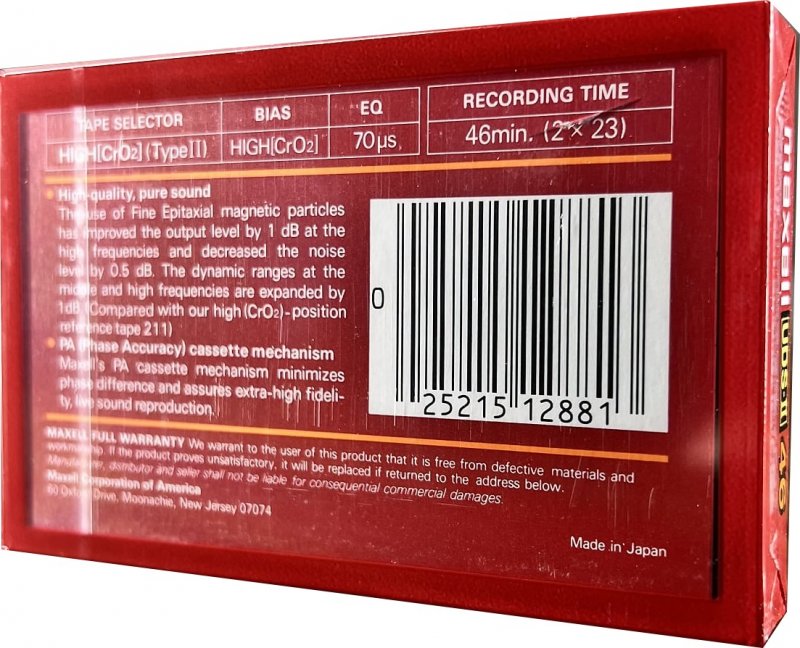 TAPE SELECTOR BIAS EQ RECORDING TIME
HIGH[CrO2] (TypeII) HIGH[CrO2] 70μs 46min. (2×23)
• High-quality, pure sound
The use of Fine Epitaxial magnetic particles
has improved the output level by 1 dB at the
high frequencies and decreased the noise
level by 0.5 dB. The dynamic ranges at the
middle and high frequencies are expanded by
1dB. (Compared with our high (CrO2)-position
reference tape 211)
• PA (Phase Accuracy) cassette mechanism
Maxell's PA cassette mechanism minimizes
phase difference and assures extra-high fideli-
ty, live sound reproduction.
0 25215 12881
MAXELL FULL WARRANTY We warrant to the user of this product that it is free from defective materials and
workmanship. If the product proves unsatisfactory, it will be replaced if returned to the address below.
Manufacturer, distributor and seller shall not be liable for consequential commercial damages.
Maxell Corporation of America
60 Oxford Drive, Moonachie, New Jersey 07074
Made in Japan
maxell UDS-II 46